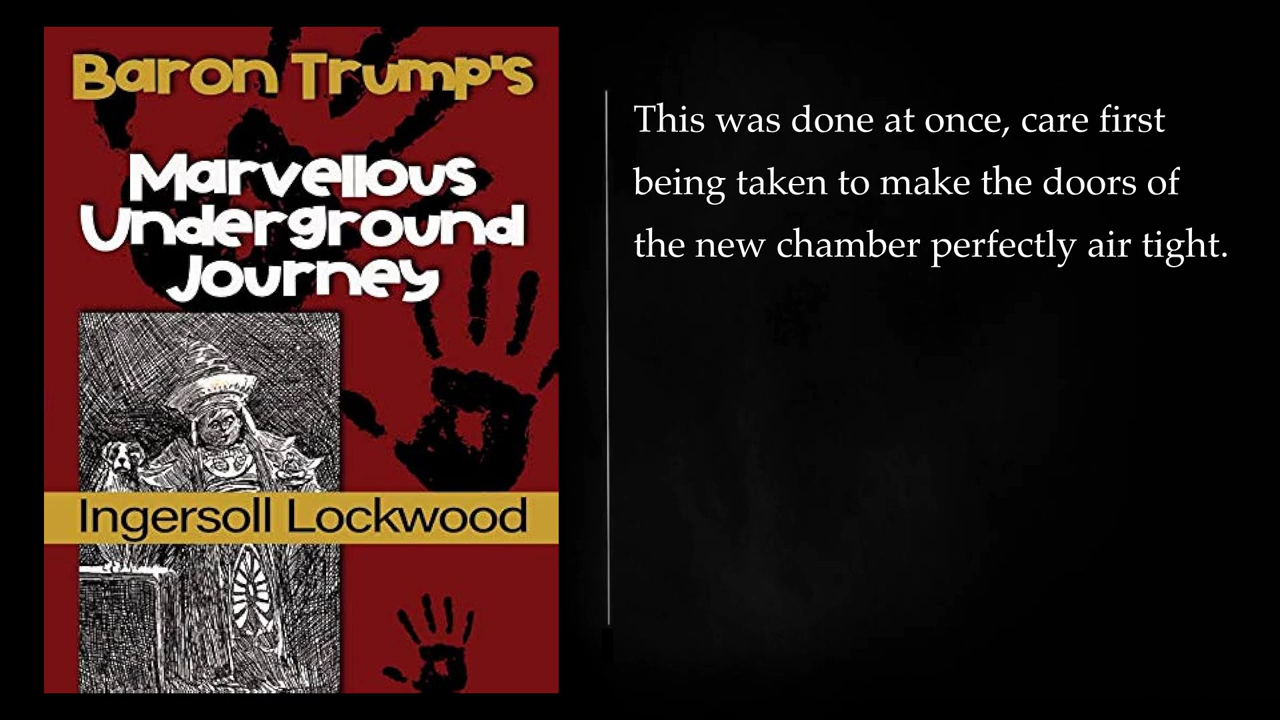 Baron Trump's
Marvellous
Underground
Journey
Ingersoll Lockwood
This was done at once, care first
being taken to make the doors of
the new chamber perfectly air tight.